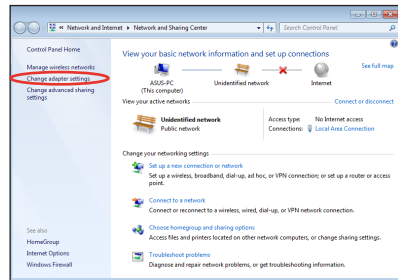 Network and Internet ▸ Network and Sharing Center
Search Control Panel
Control Panel Home
Manage wireless networks
Change adapter settings
Change advanced sharing
settings
View your basic network information and set up connections
See full map
ASUS-PC
(This computer)
Unidentified network
Internet
View your active networks
Connect or disconnect
Unidentified network
Public network
Access type: No Internet access
Connections: Local Area Connection
Change your networking settings
Set up a new connection or network
Set up a wireless, broadband, dial-up, ad hoc, or VPN connection; or set up a router or access
point.
Connect to a network
Connect or reconnect to a wireless, wired, dial-up, or VPN network connection.
Choose homegroup and sharing options
Access files and printers located on other network computers, or change sharing settings.
Troubleshoot problems
Diagnose and repair network problems, or get troubleshooting information.
See also
HomeGroup
Internet Options
Windows Firewall